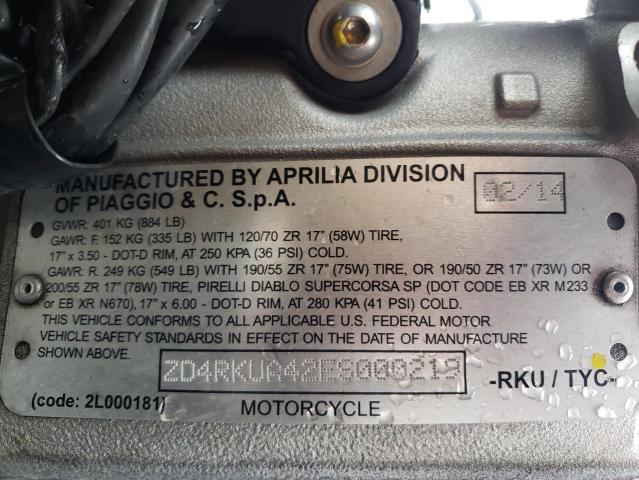 MANUFACTURED BY APRILIA DIVISION 02/14
OF PIAGGIO & C. S.p.A.
GVWR: 401 KG (884 LB)
GAWR: F. 152 KG (335 LB) WITH 120/70 ZR 17" (58W) TIRE,
17" x 3.50 - DOT-D RIM, AT 250 KPA (36 PSI) COLD.
GAWR: R. 249 KG (549 LB) WITH 190/55 ZR 17" (75W) TIRE, OR 190/50 ZR 17" (73W) OR
200/55 ZR 17" (78W) TIRE, PIRELLI DIABLO SUPERCORSA SP (DOT CODE EB XR M233
or EB XR N670), 17" x 6.00 - DOT-D RIM, AT 280 KPA (41 PSI) COLD.
THIS VEHICLE CONFORMS TO ALL APPLICABLE U.S. FEDERAL MOTOR
VEHICLE SAFETY STANDARDS IN EFFECT ON THE DATE OF MANUFACTURE
SHOWN ABOVE. ZD4RKUA42ES000219 -RKU / TYC-
(code: 2L000181) MOTORCYCLE